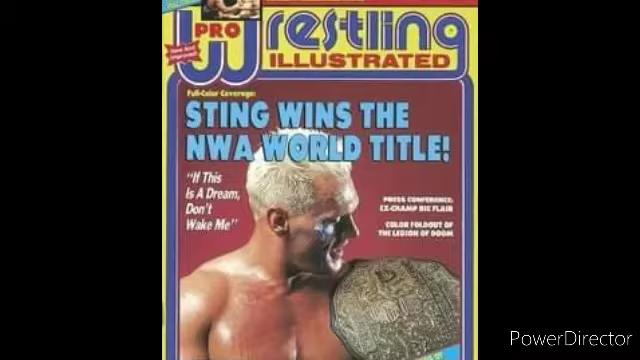 PRO
Wrestling
ILLUSTRATED
Full-Color Coverage:
STING WINS THE
NWA WORLD TITLE!
"If This
Is A Dream,
Don't
Wake Me"
PRESS CONFERENCE:
EX-CHAMP RIC FLAIR
COLOR FOLDOUT OF
THE LEGION OF DOOM
PowerDirector